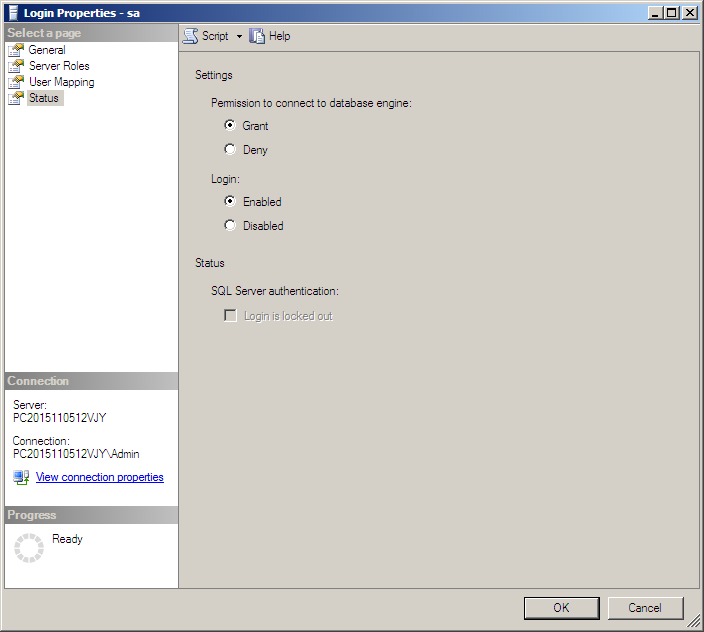 Login Properties - sa
Select a page
General
Server Roles
User Mapping
Status
Script
Help
Settings
Permission to connect to database engine:
Grant
Deny
Login:
Enabled
Disabled
Status
SQL Server authentication:
Login is locked out
Connection
Server:
PC2015110512VJY
Connection:
PC2015110512VJY\Admin
View connection properties
Progress
Ready
OK
Cancel